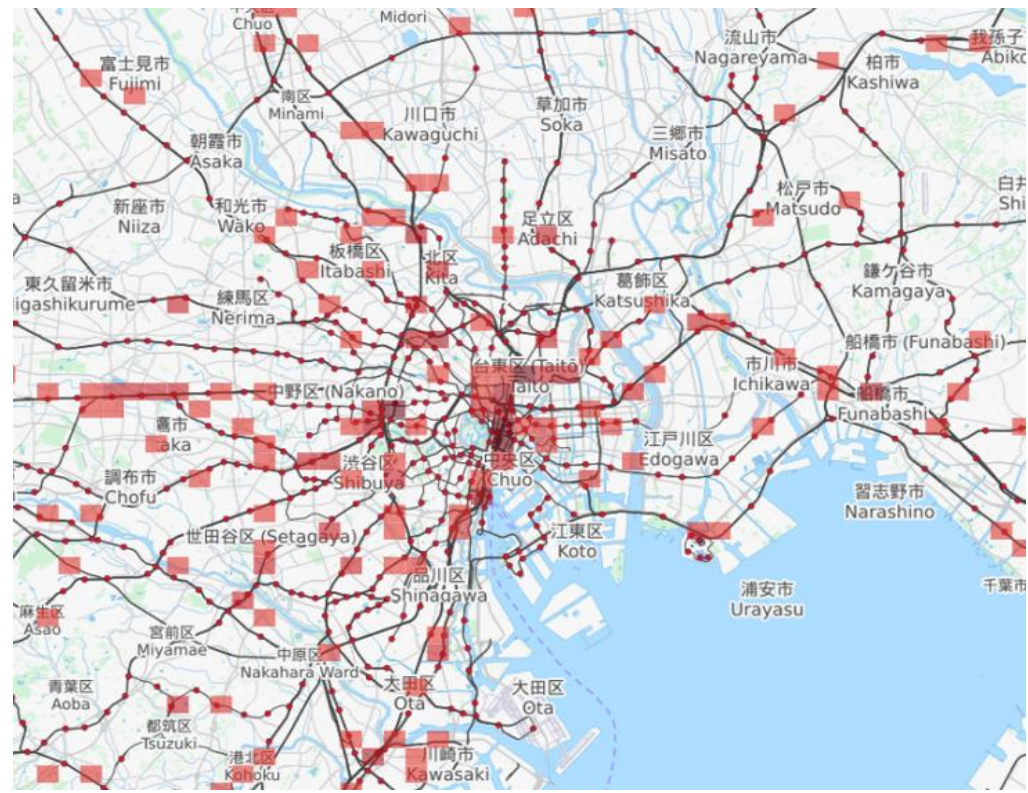 Chuo
Midori
流山市
Nagareyama
我孫子
Abiko
富士見市
Fujimi
柏市
Kashiwa
南区
Minami
川口市
Kawaguchi
草加市
Soka
三郷市
Misato
朝霞市
Asaka
新座市
Niiza
和光市
Wako
松戸市
Matsudo
白井
Shi
板橋区
Itabashi
北区
Kita
足立区
Adachi
東久留米市
igashikurume
練馬区
Nerima
葛飾区
Katsushika
鎌ケ谷市
Kamagaya
船橋市 (Funabashi)
台東区 (Taitō)
Taito
市川市
Ichikawa
中野区 (Nakano)
船橋市
Funabashi
aka
江戸川区
Edogawa
調布市
Chofu
渋谷区
Shibuya
中央区
Chuo
習志野市
Narashino
世田谷区 (Setagaya)
江東区
Koto
品川区
Shinagawa
浦安市
Urayasu
千葉市
麻生区
Asao
宮前区
Miyamae
中原区
Nakahara Ward
青葉区
Aoba
大田区
Ota
大田区
Ota
都筑区
Tsuzuki
港北区
Kohoku
川崎市
Kawasaki